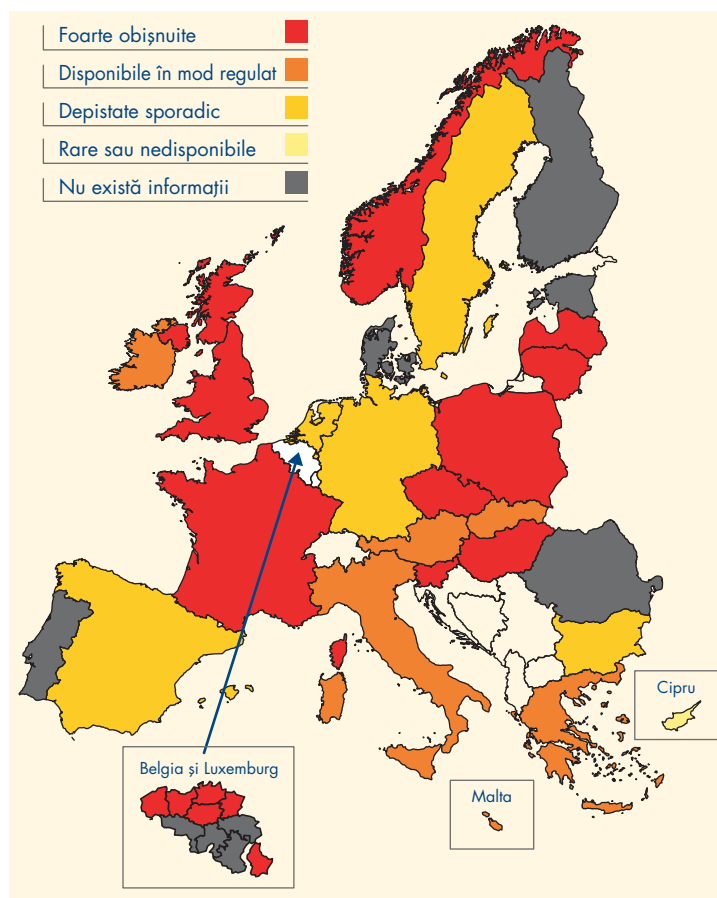 Foarte obișnuite
Disponibile în mod regulat
Depistate sporadic
Rare sau nedisponibile
Nu există informații
Cipru
Belgia și Luxemburg
Malta